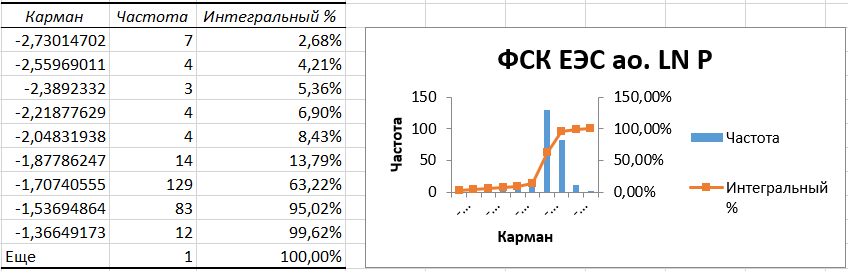 Карман Частота Интегральный %
-2,73014702 7 2,68%
-2,55969011 4 4,21%
-2,3892332 3 5,36%
-2,21877629 4 6,90%
-2,04831938 4 8,43%
-1,87786247 14 13,79%
-1,70740555 129 63,22%
-1,53694864 83 95,02%
-1,36649173 12 99,62%
Еще 1 100,00%
ФСК ЕЭС ао. LN P
Частота
150 150,00%
100 100,00%
50 50,00%
0 0,00%
-… -… -… -… -…
Карман
Частота
Интегральный
%